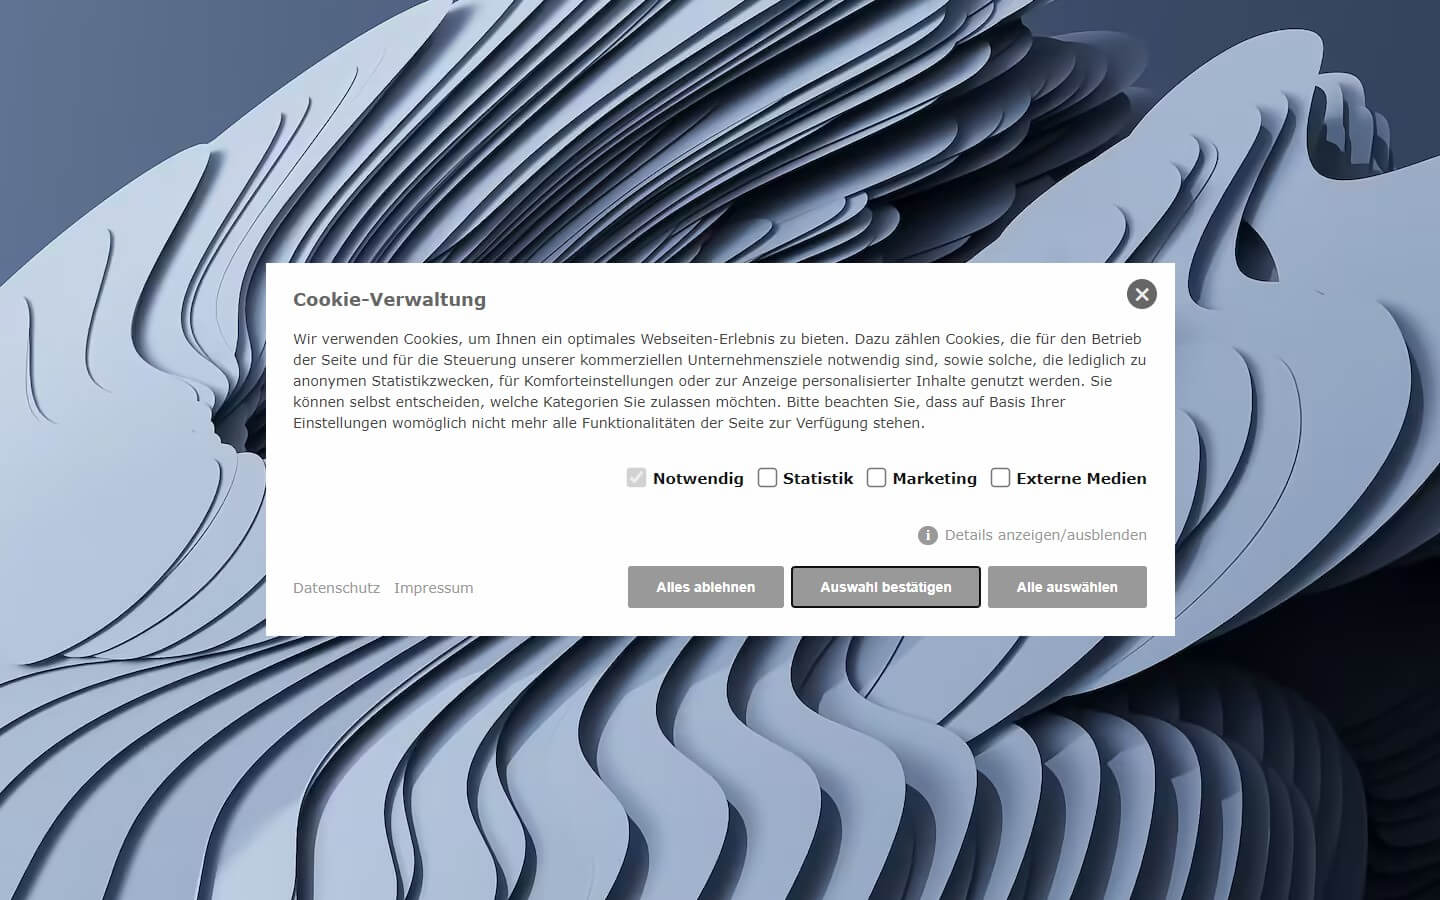 Cookie-Verwaltung
Wir verwenden Cookies, um Ihnen ein optimales Webseiten-Erlebnis zu bieten. Dazu zählen Cookies, die für den Betrieb
der Seite und für die Steuerung unserer kommerziellen Unternehmensziele notwendig sind, sowie solche, die lediglich zu
anonymen Statistikzwecken, für Komforteinstellungen oder zur Anzeige personalisierter Inhalte genutzt werden. Sie
können selbst entscheiden, welche Kategorien Sie zulassen möchten. Bitte beachten Sie, dass auf Basis Ihrer
Einstellungen womöglich nicht mehr alle Funktionalitäten der Seite zur Verfügung stehen.
Notwendig Statistik Marketing Externe Medien
Details anzeigen/ausblenden
Datenschutz Impressum Alles ablehnen Auswahl bestätigen Alle auswählen